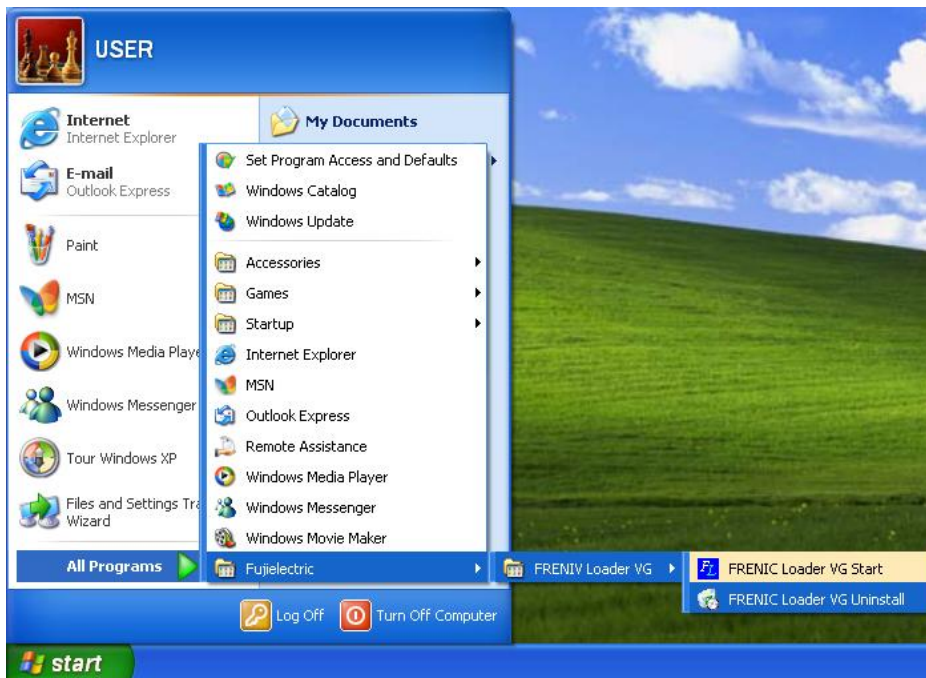 USER
Internet
Internet Explorer
E-mail
Outlook Express
Paint
MSN
Windows Media Playe
Windows Messenger
Tour Windows XP
Files and Settings Tra
Wizard
All Programs
My Documents
Set Program Access and Defaults
Windows Catalog
Windows Update
Accessories
Games
Startup
Internet Explorer
MSN
Outlook Express
Remote Assistance
Windows Media Player
Windows Messenger
Windows Movie Maker
Fujielectric
FRENIV Loader VG
FRENIC Loader VG Start
FRENIC Loader VG Uninstall
Log Off
Turn Off Computer
start